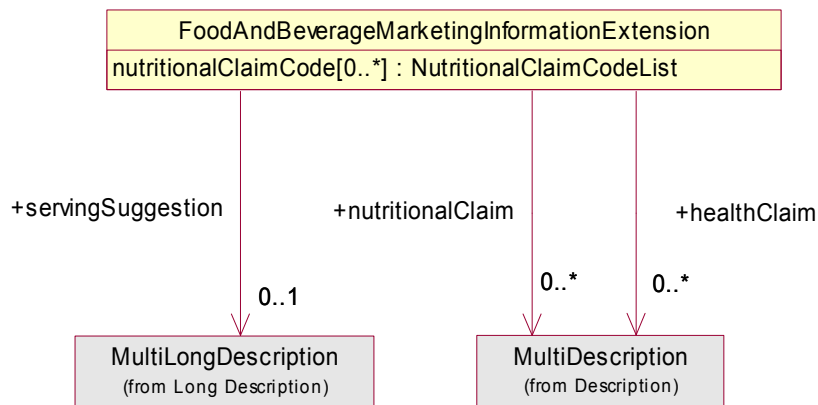 FoodAndBeverageMarketingInformationExtension
nutritionalClaimCode[0..*] : NutritionalClaimCodeList
+servingSuggestion
+nutritionalClaim
+healthClaim
0..1
0..*
0..*
MultiLongDescription
(from Long Description)
MultiDescription
(from Description)